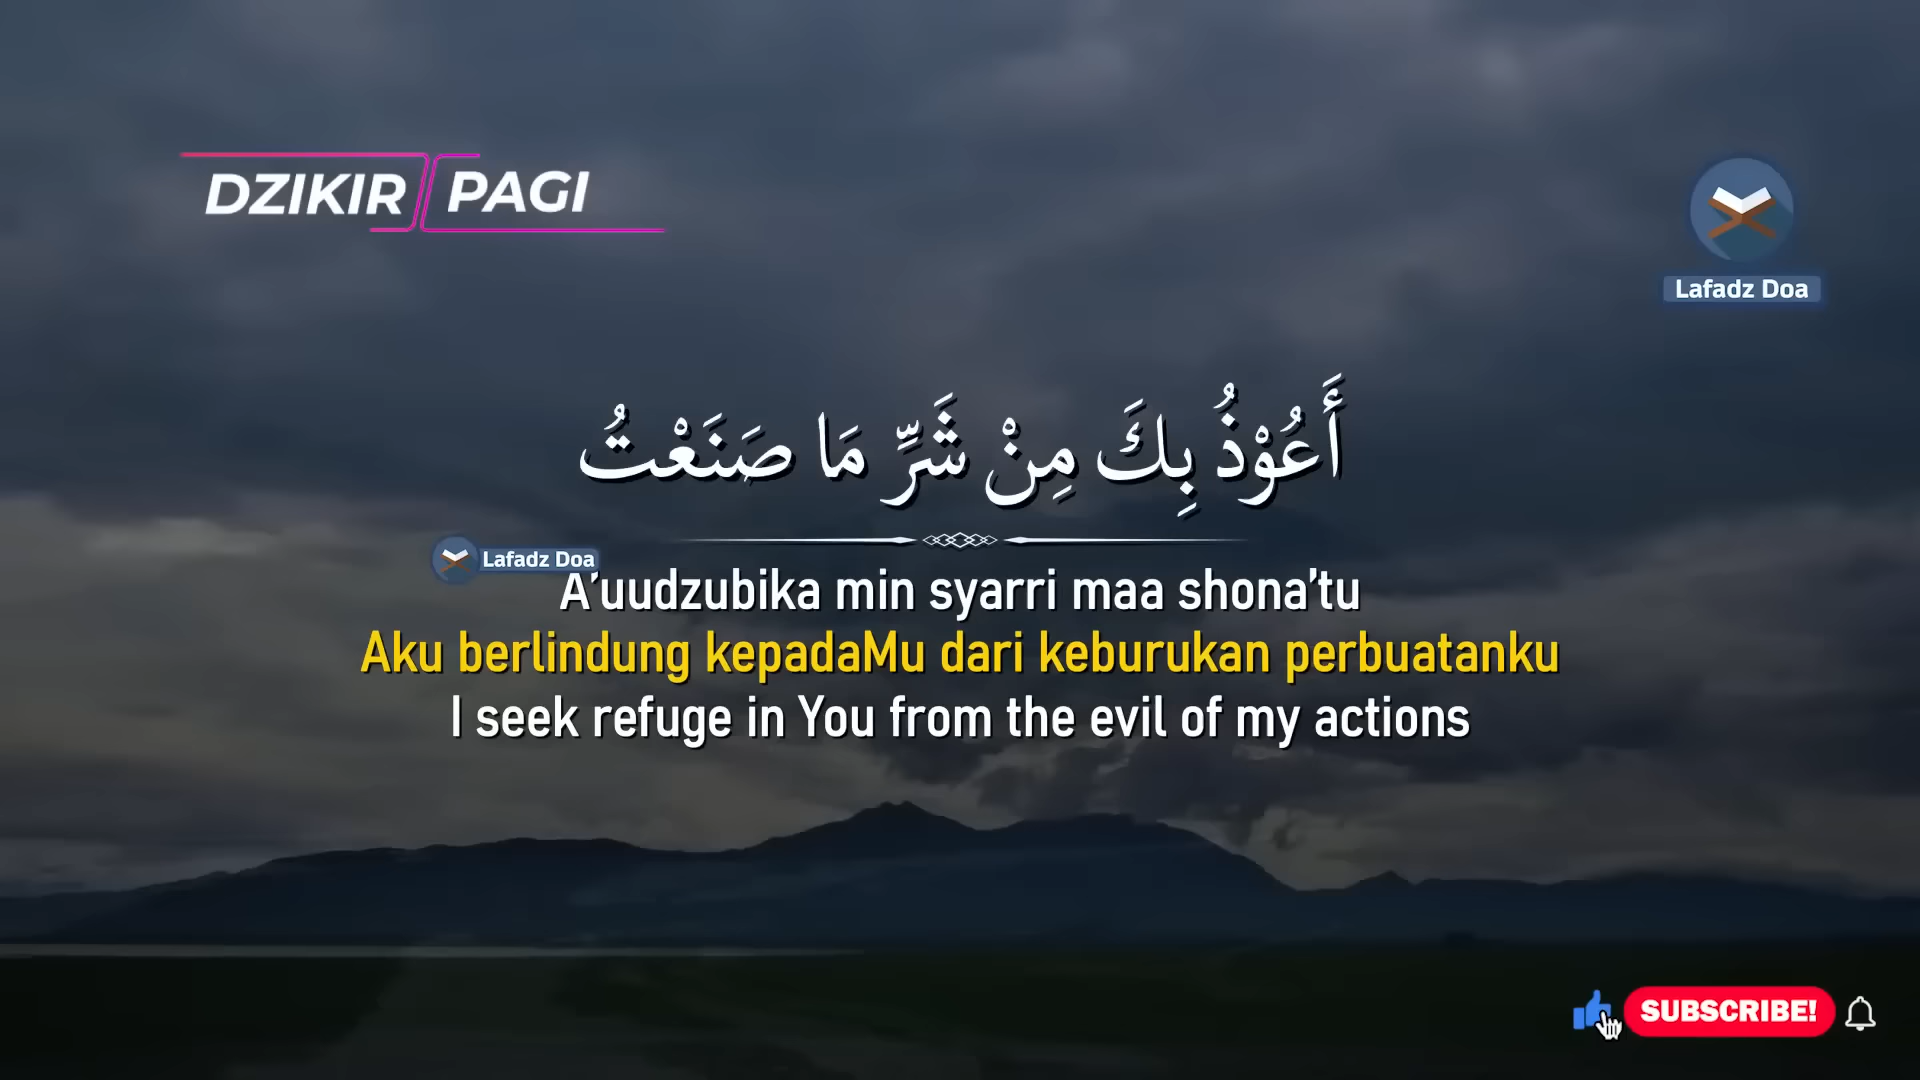 DZIKIR PAGI
Lafadz Doa
أَعُوْذُ بِكَ مِنْ شَرِّ مَا صَنَعْتُ
Lafadz Doa
A'uudzubika min syarri maa shona'tu
Aku berlindung kepadaMu dari keburukan perbuatanku
I seek refuge in You from the evil of my actions
SUBSCRIBE!